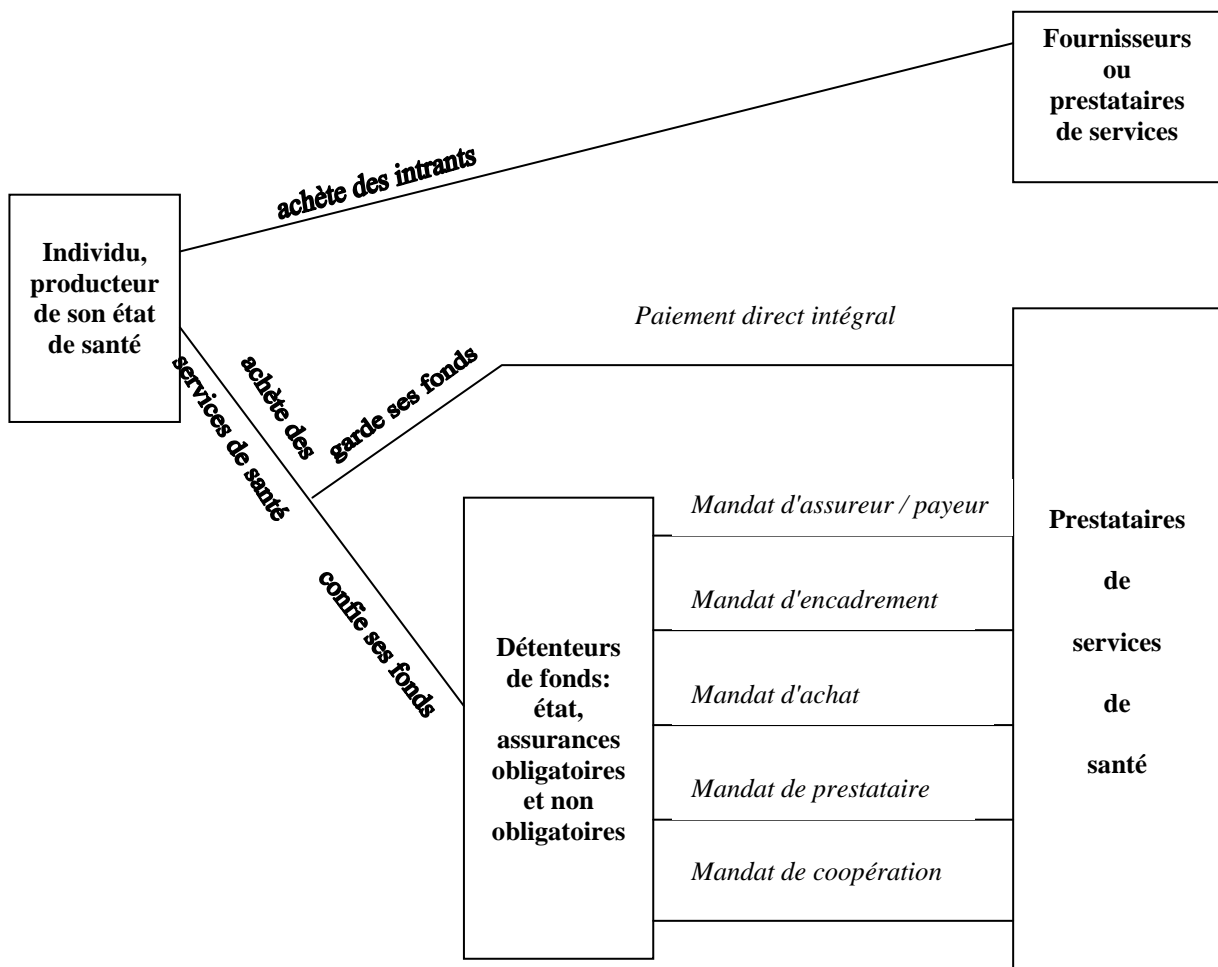 Fournisseurs
ou
prestataires
de services
achète des intrants
Individu,
producteur
de son état
de santé
Paiement direct intégral
achète des
services de santé
garde ses fonds
confie ses fonds
Détenteurs
de fonds:
état,
assurances
obligatoires
et non
obligatoires
Mandat d'assureur / payeur
Mandat d'encadrement
Mandat d'achat
Mandat de prestataire
Mandat de coopération
Prestataires
de
services
de
santé